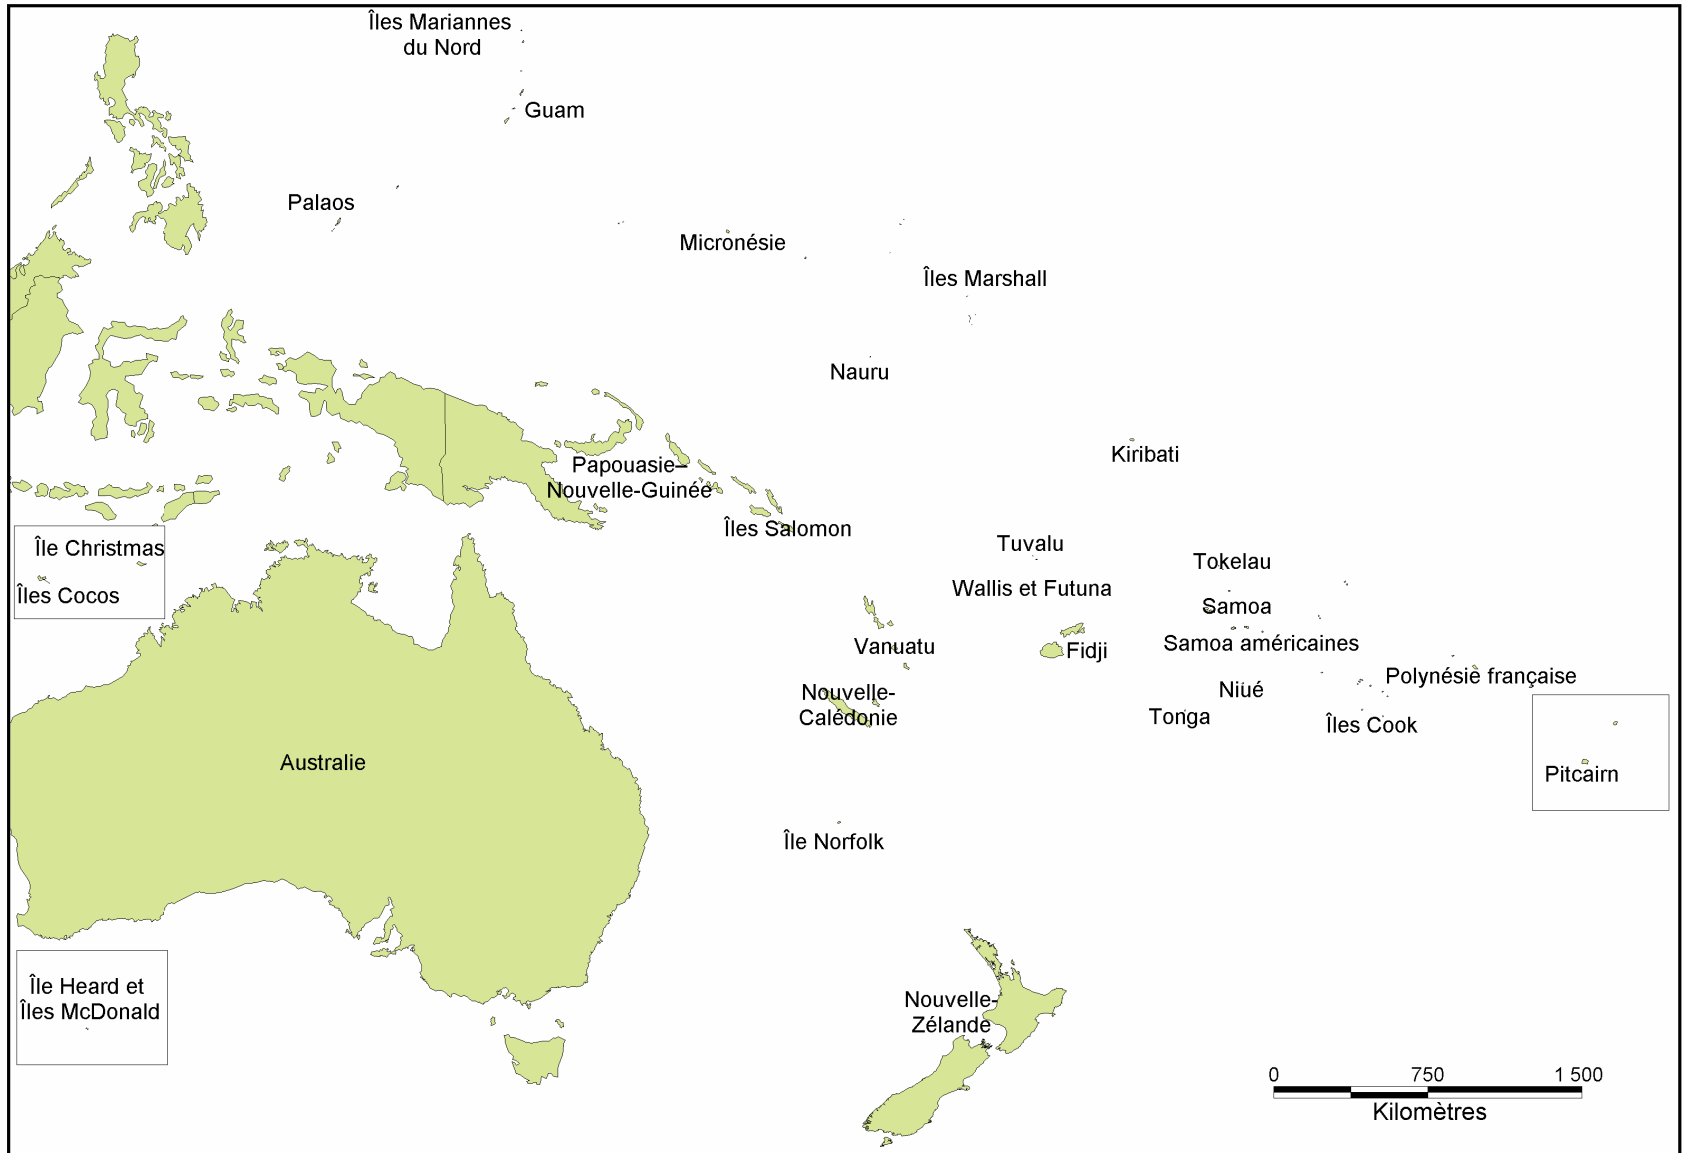 Îles Mariannes
du Nord
Guam
Palaos
Micronésie
Îles Marshall
Nauru
Kiribati
Papouasie–
Nouvelle-Guinée
Îles Salomon
Île Christmas
Îles Cocos
Tuvalu
Tokelau
Wallis et Futuna
Samoa
Vanuatu
Fidji
Samoa américaines
Polynésie française
Niué
Nouvelle-
Calédonie
Tonga
Îles Cook
Australie
Pitcairn
Île Norfolk
Île Heard et
Îles McDonald
Nouvelle-
Zélande
0 750 1 500
Kilomètres